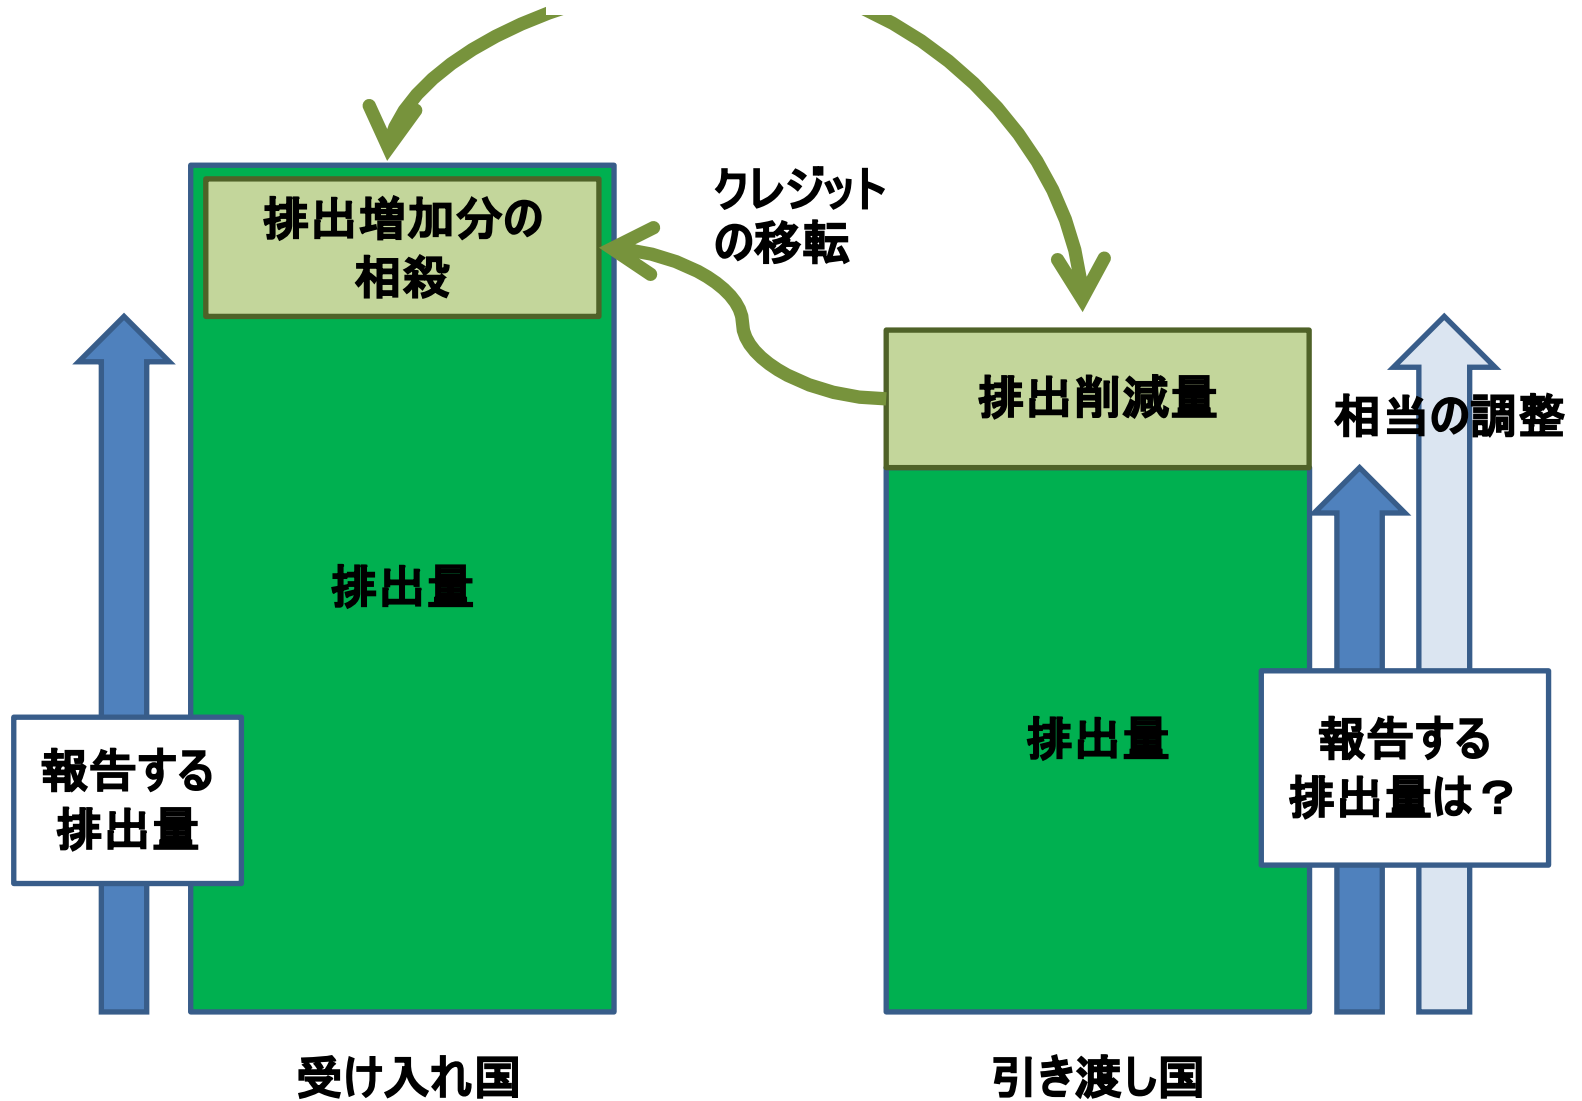 クレジット
の移転
排出増加分の
相殺
排出削減量
相当の調整
排出量
排出量
報告する
排出量
報告する
排出量は？
受け入れ国
引き渡し国